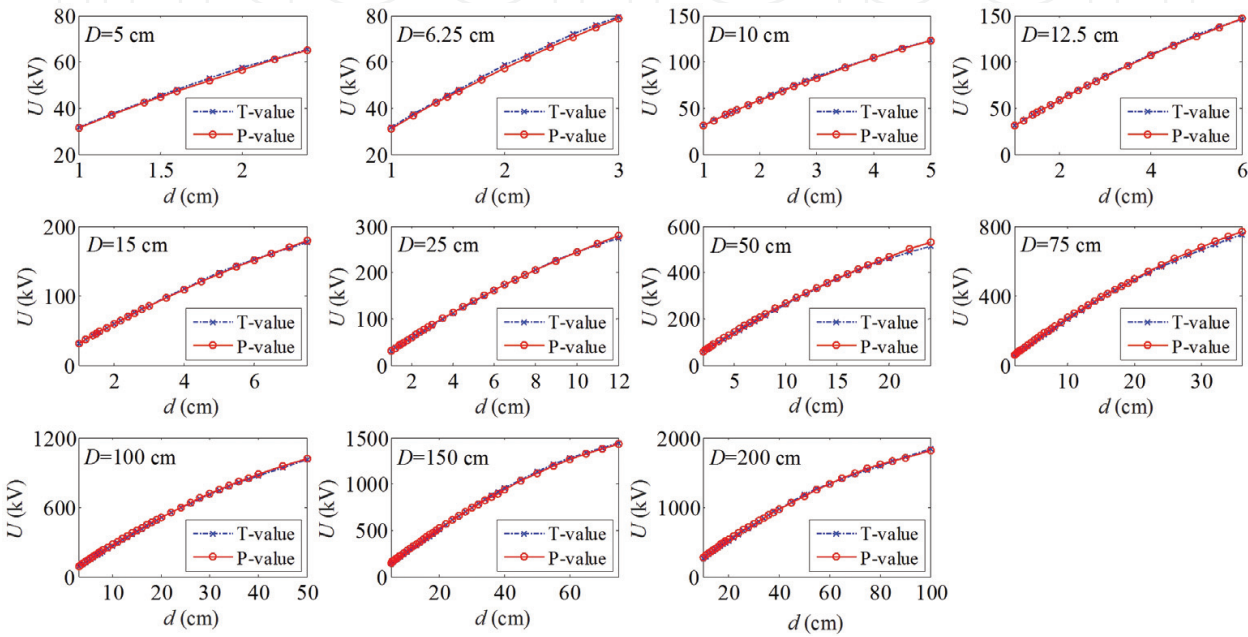 80
60
40
20
U (kV)
D=5 cm
T-value
P-value
1
1.5
2
d (cm)
80
60
40
20
U (kV)
D=6.25 cm
T-value
P-value
1
2
3
d (cm)
150
100
50
0
U (kV)
D=10 cm
T-value
P-value
1
2
3
4
5
d (cm)
150
100
50
0
U (kV)
D=12.5 cm
T-value
P-value
2
4
6
d (cm)
200
100
0
U (kV)
D=15 cm
T-value
P-value
2
4
6
d (cm)
300
200
100
0
U (kV)
D=25 cm
T-value
P-value
2
4
6
8
10
12
d (cm)
600
400
200
0
U (kV)
D=50 cm
T-value
P-value
5
10
15
20
d (cm)
800
400
0
U (kV)
D=75 cm
T-value
P-value
10
20
30
d (cm)
1200
600
0
U (kV)
D=100 cm
T-value
P-value
10
20
30
40
50
d (cm)
1500
1000
500
0
U (kV)
D=150 cm
T-value
P-value
20
40
60
d (cm)
2000
1000
0
U (kV)
D=200 cm
T-value
P-value
20
40
60
80
100
d (cm)